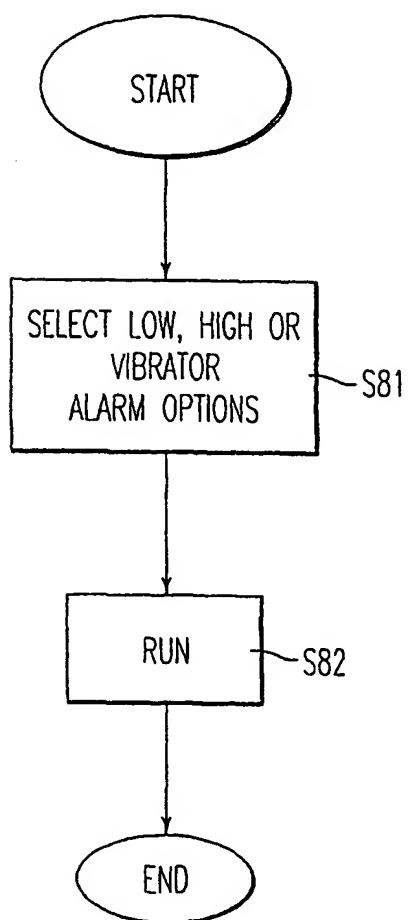 START
SELECT LOW, HIGH OR
VIBRATOR
ALARM OPTIONS
S81
RUN
S82
END